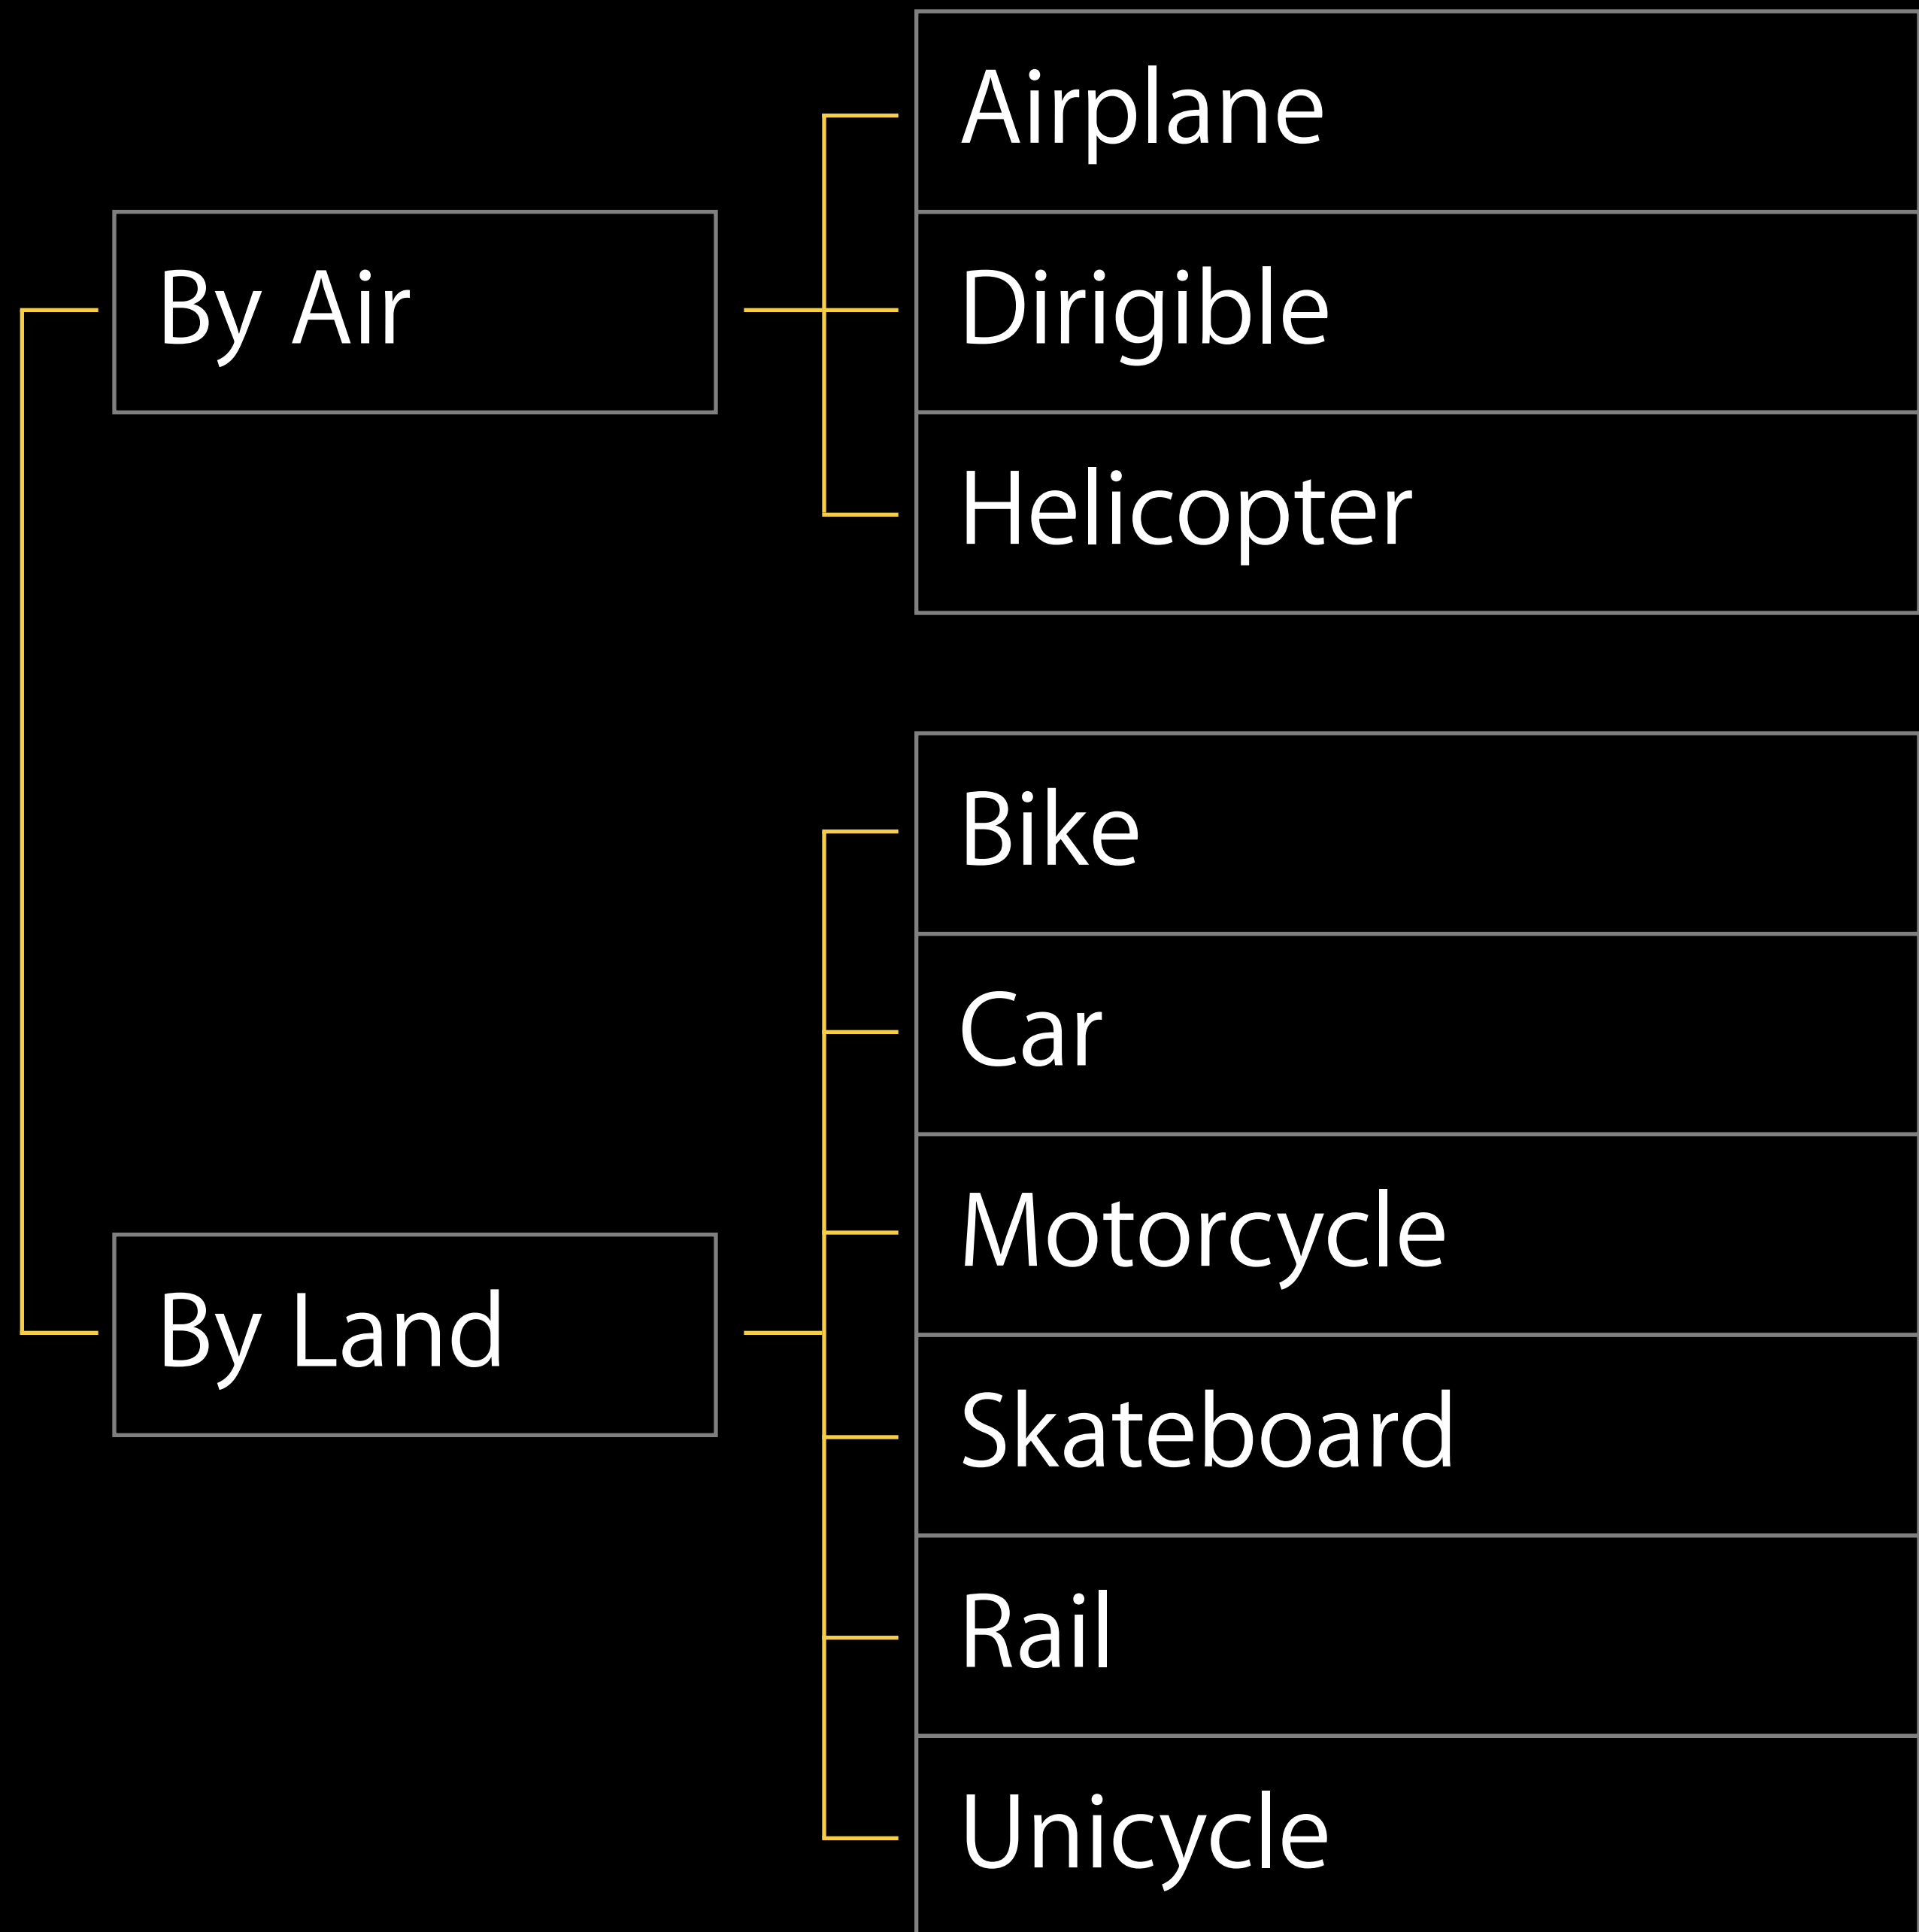 By Air
Airplane
Dirigible
Helicopter
By Land
Bike
Car
Motorcycle
Skateboard
Rail
Unicycle